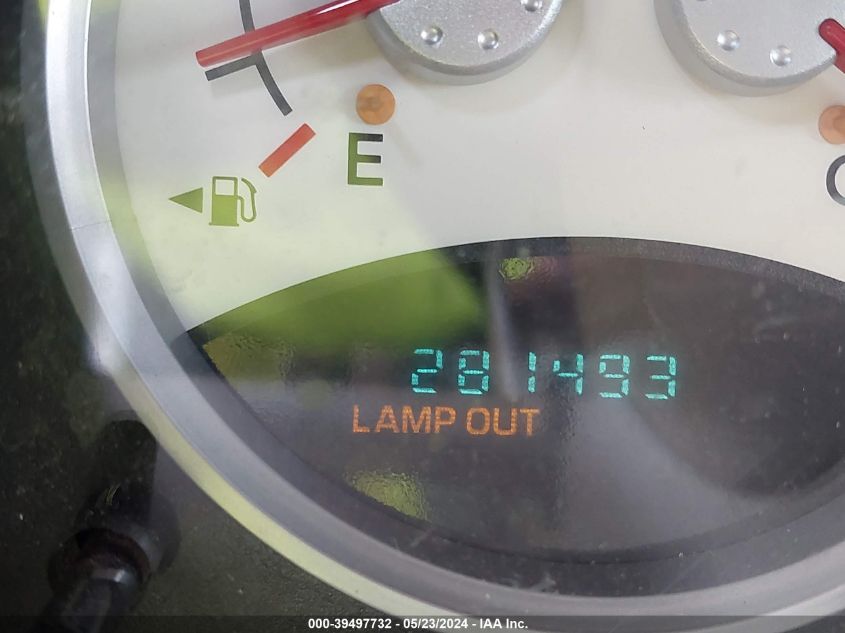 E
281493
LAMP OUT
000-39497732 - 05/23/2024 - IAA Inc.